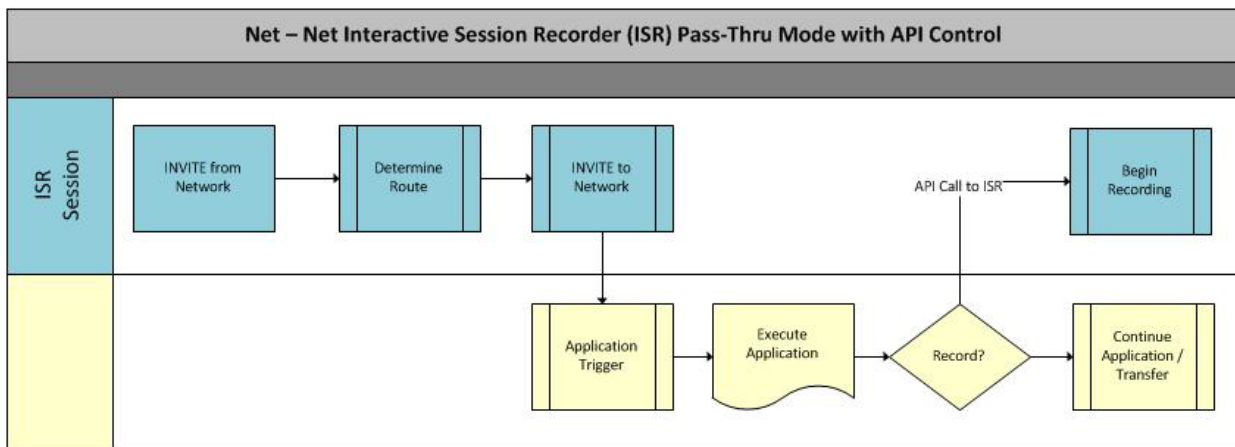 Net – Net Interactive Session Recorder (ISR) Pass-Thru Mode with API Control
ISR
Session
INVITE from
Network
Determine
Route
INVITE to
Network
API Call to ISR
Begin
Recording
Application
Trigger
Execute
Application
Record?
Continue
Application /
Transfer